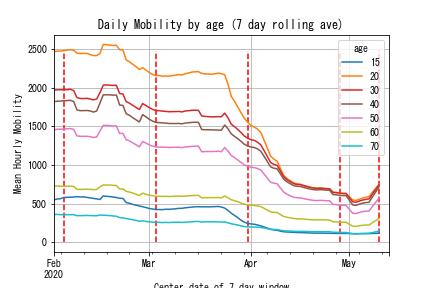 Daily Mobility by age (7 day rolling ave)
Mean Hourly Mobility
2500
2000
1500
1000
500
0
age
15
20
30
40
50
60
70
Feb
2020
Mar
Apr
May
Center date of 7 day window